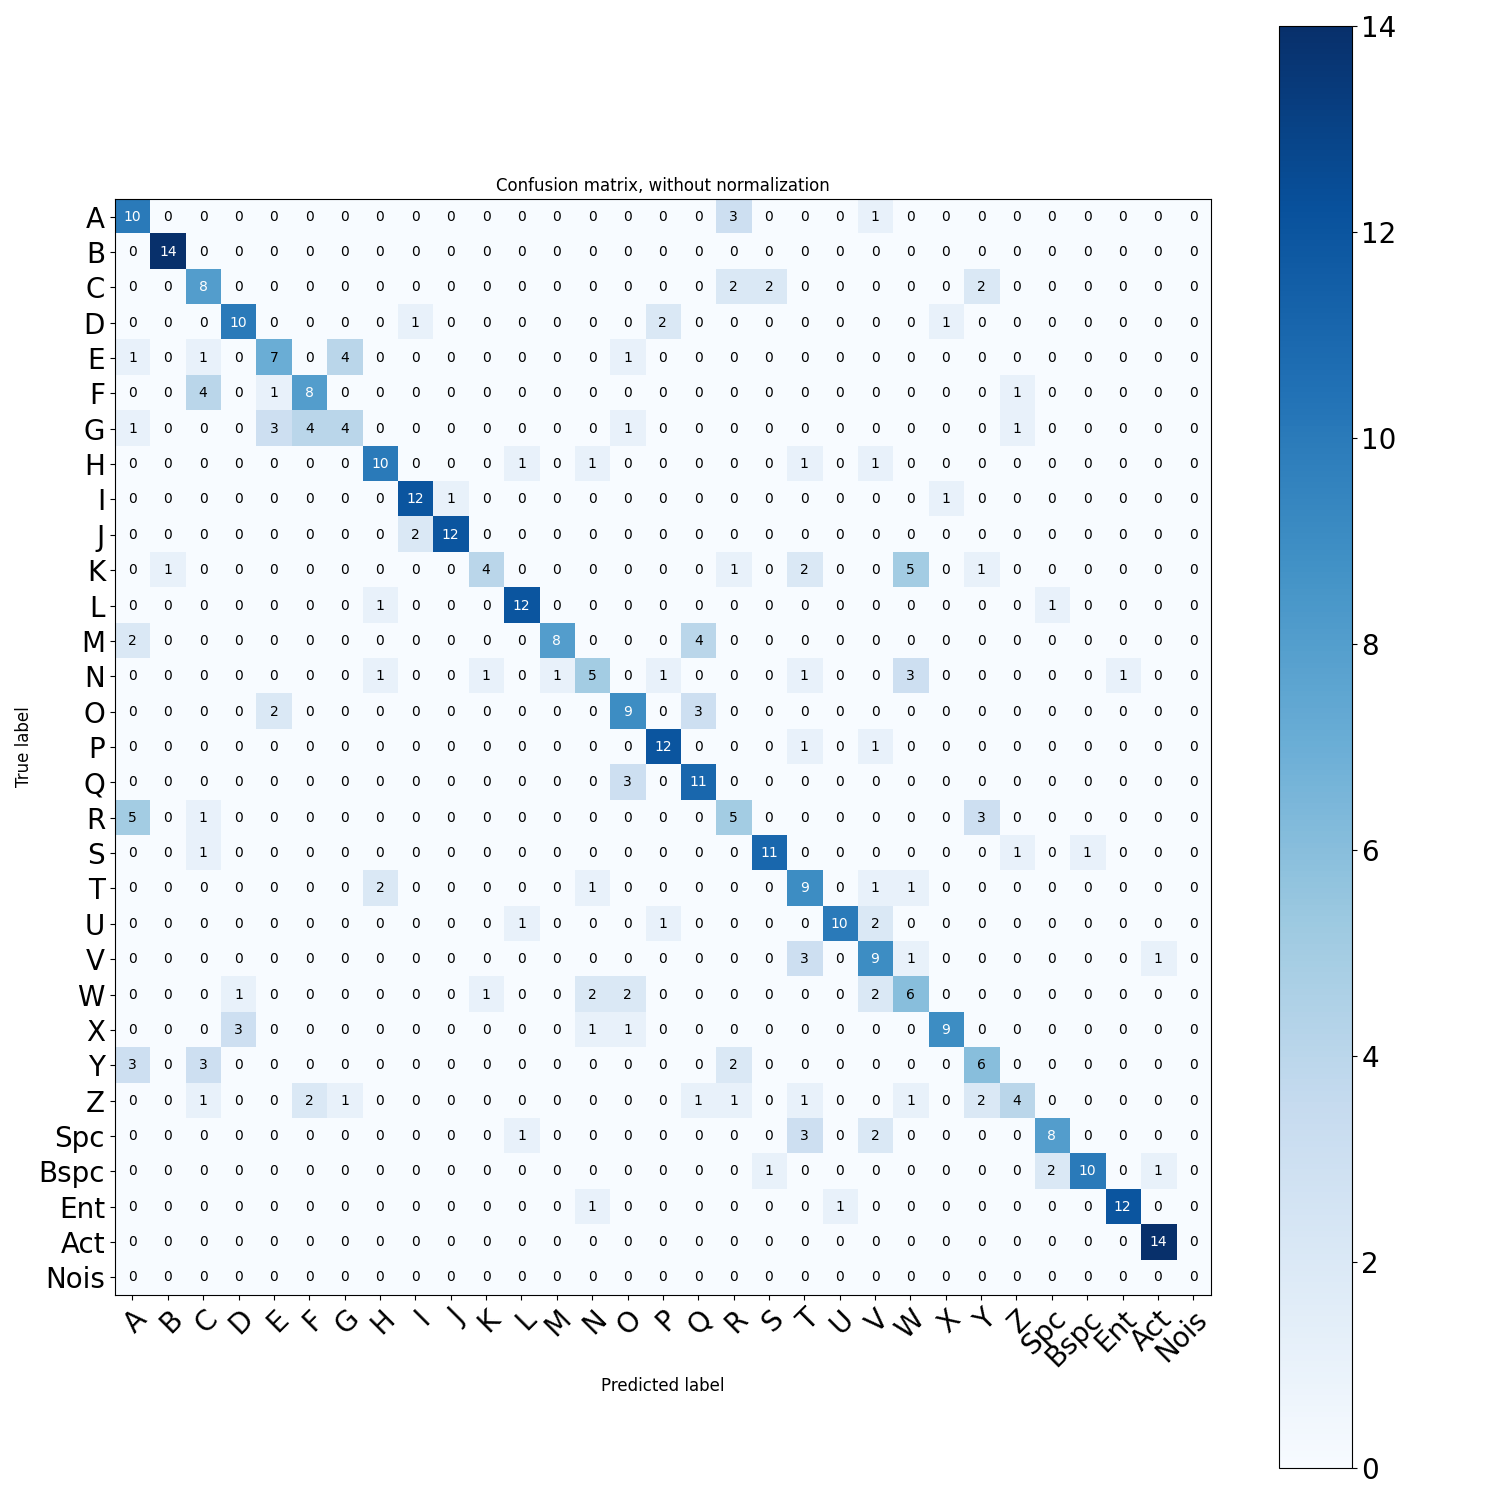 Confusion matrix, without normalization
A 10 0 0 0 0 0 0 0 0 0 0 0 0 0 0 0 0 3 0 0 0 1 0 0 0 0 0 0 0 0 0
B 0 14 0 0 0 0 0 0 0 0 0 0 0 0 0 0 0 0 0 0 0 0 0 0 0 0 0 0 0 0 0
C 0 0 8 0 0 0 0 0 0 0 0 0 0 0 0 0 0 2 2 0 0 0 0 0 2 0 0 0 0 0 0
D 0 0 0 10 0 0 0 0 1 0 0 0 0 0 0 2 0 0 0 0 0 0 0 1 0 0 0 0 0 0 0
E 1 0 1 0 7 0 4 0 0 0 0 0 0 0 1 0 0 0 0 0 0 0 0 0 0 0 0 0 0 0 0
F 0 0 4 0 1 8 0 0 0 0 0 0 0 0 0 0 0 0 0 0 0 0 0 0 0 1 0 0 0 0 0
G 1 0 0 0 3 4 4 0 0 0 0 0 0 0 1 0 0 0 0 0 0 0 0 0 0 1 0 0 0 0 0
H 0 0 0 0 0 0 0 10 0 0 0 1 0 1 0 0 0 0 0 1 0 1 0 0 0 0 0 0 0 0 0
I 0 0 0 0 0 0 0 0 12 1 0 0 0 0 0 0 0 0 0 0 0 0 0 1 0 0 0 0 0 0 0
J 0 0 0 0 0 0 0 0 2 12 0 0 0 0 0 0 0 0 0 0 0 0 0 0 0 0 0 0 0 0 0
K 0 1 0 0 0 0 0 0 0 0 4 0 0 0 0 0 0 1 0 2 0 0 5 0 1 0 0 0 0 0 0
L 0 0 0 0 0 0 0 1 0 0 0 12 0 0 0 0 0 0 0 0 0 0 0 0 0 0 1 0 0 0 0
M 2 0 0 0 0 0 0 0 0 0 0 0 8 0 0 0 4 0 0 0 0 0 0 0 0 0 0 0 0 0 0
N 0 0 0 0 0 0 0 1 0 0 1 0 1 5 0 1 0 0 0 1 0 0 3 0 0 0 0 0 1 0 0
O 0 0 0 0 2 0 0 0 0 0 0 0 0 0 9 0 3 0 0 0 0 0 0 0 0 0 0 0 0 0 0
P 0 0 0 0 0 0 0 0 0 0 0 0 0 0 0 12 0 0 0 1 0 1 0 0 0 0 0 0 0 0 0
Q 0 0 0 0 0 0 0 0 0 0 0 0 0 0 3 0 11 0 0 0 0 0 0 0 0 0 0 0 0 0 0
R 5 0 1 0 0 0 0 0 0 0 0 0 0 0 0 0 0 5 0 0 0 0 0 0 3 0 0 0 0 0 0
S 0 0 1 0 0 0 0 0 0 0 0 0 0 0 0 0 0 0 11 0 0 0 0 0 0 1 0 1 0 0 0
T 0 0 0 0 0 0 0 2 0 0 0 0 0 1 0 0 0 0 0 9 0 1 1 0 0 0 0 0 0 0 0
U 0 0 0 0 0 0 0 0 0 0 0 1 0 0 0 1 0 0 0 0 10 2 0 0 0 0 0 0 0 0 0
V 0 0 0 0 0 0 0 0 0 0 0 0 0 0 0 0 0 0 0 3 0 9 1 0 0 0 0 0 0 1 0
W 0 0 0 1 0 0 0 0 0 0 1 0 0 2 2 0 0 0 0 0 0 2 6 0 0 0 0 0 0 0 0
X 0 0 0 3 0 0 0 0 0 0 0 0 0 1 1 0 0 0 0 0 0 0 0 9 0 0 0 0 0 0 0
Y 3 0 3 0 0 0 0 0 0 0 0 0 0 0 0 0 0 2 0 0 0 0 0 0 6 0 0 0 0 0 0
Z 0 0 1 0 0 2 1 0 0 0 0 0 0 0 0 0 1 1 0 1 0 0 1 0 2 4 0 0 0 0 0
Spc 0 0 0 0 0 0 0 0 0 0 0 1 0 0 0 0 0 0 0 3 0 2 0 0 0 0 8 0 0 0 0
Bspc 0 0 0 0 0 0 0 0 0 0 0 0 0 0 0 0 0 0 1 0 0 0 0 0 0 0 2 10 0 1 0
Ent 0 0 0 0 0 0 0 0 0 0 0 0 0 1 0 0 0 0 0 0 1 0 0 0 0 0 0 0 12 0 0
Act 0 0 0 0 0 0 0 0 0 0 0 0 0 0 0 0 0 0 0 0 0 0 0 0 0 0 0 0 0 14 0
Nois 0 0 0 0 0 0 0 0 0 0 0 0 0 0 0 0 0 0 0 0 0 0 0 0 0 0 0 0 0 0 0
A B C D E F G H I J K L M N O P Q R S T U V W X Y Z Spc Bspc Ent Act Nois
Predicted label
True label
14
12
10
8
6
4
2
0